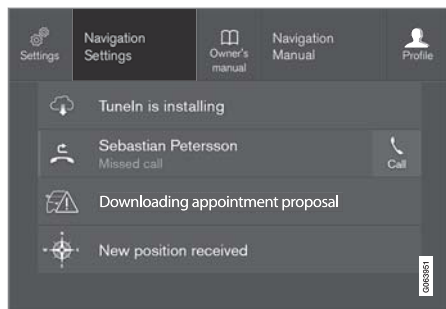 Settings
Navigation
Settings
Owner's
manual
Navigation
Manual
Profile
TuneIn is installing
Sebastian Petersson
Missed call
Call
Downloading appointment proposal
New position received
G063951